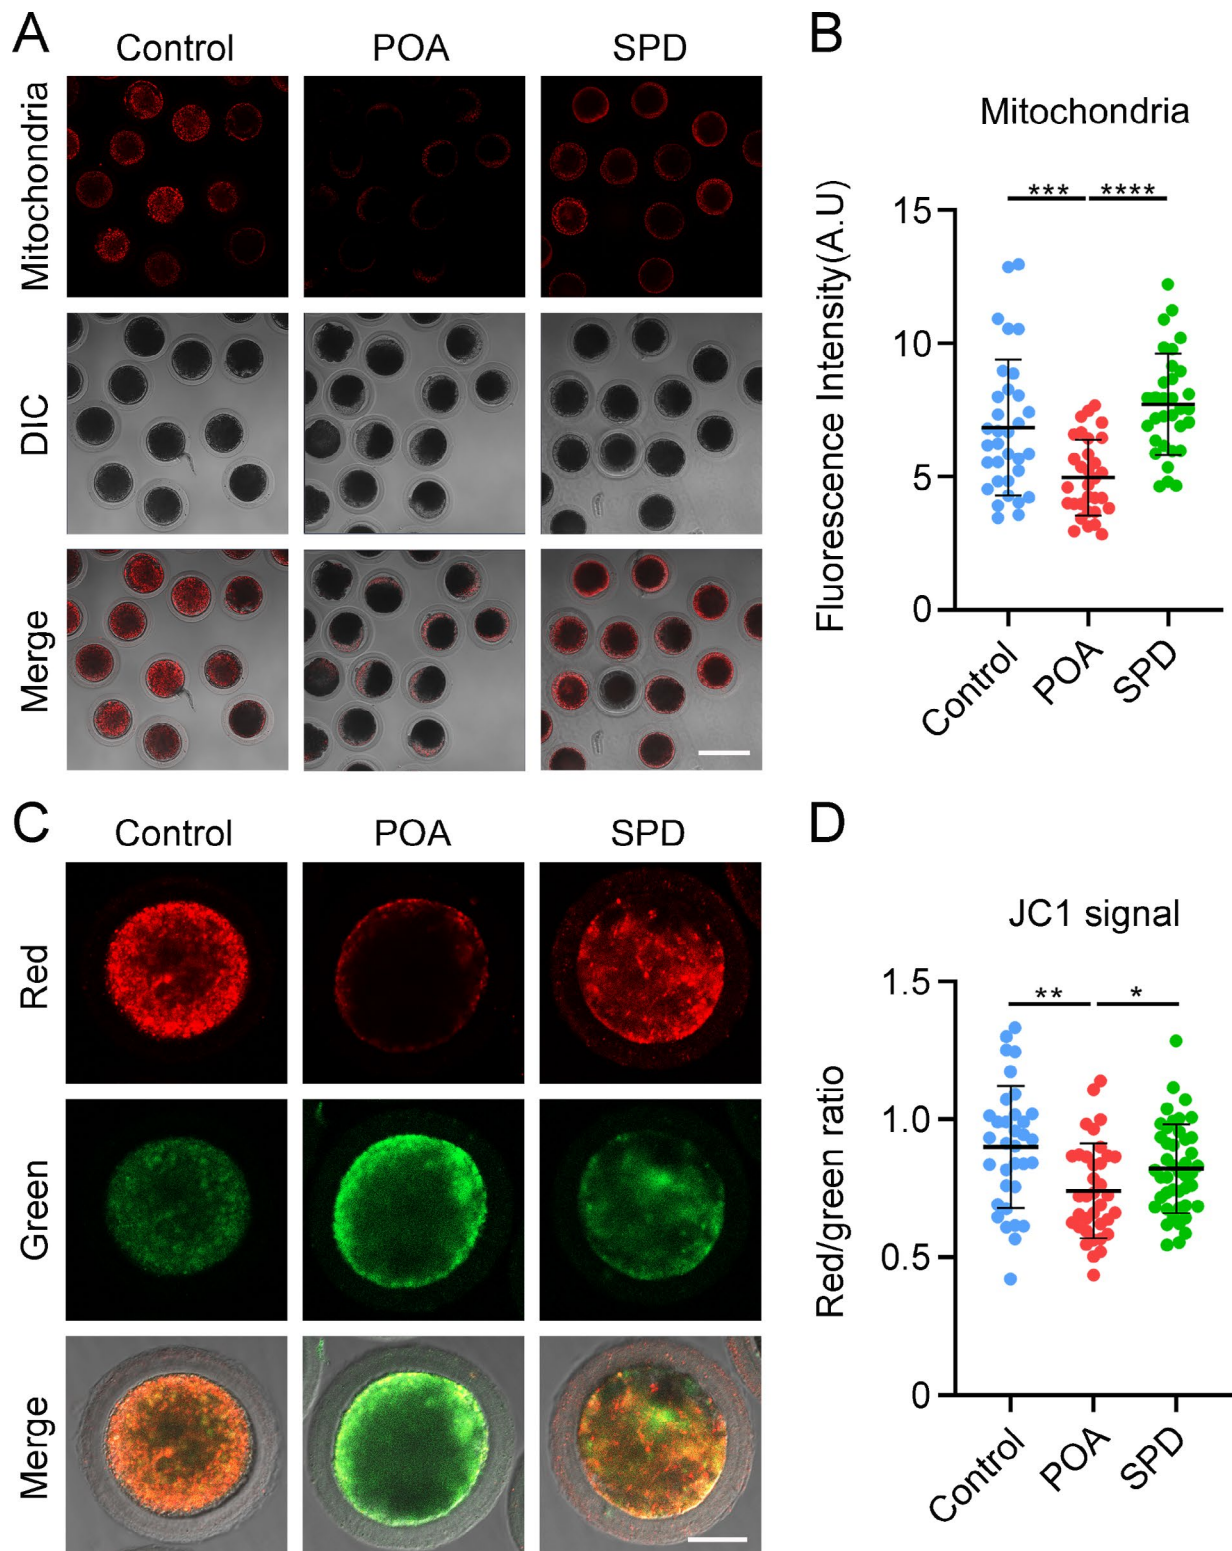 A
Control POA SPD
Mitochondria
DIC
Merge
B
Mitochondria
*** ****
Fluorescence Intensity(A.U)
15
10
5
0
Control POA SPD
C
Control POA SPD
Red
Green
Merge
D
JC1 signal
** *
Red/green ratio
1.5
1.0
0.5
0
Control POA SPD